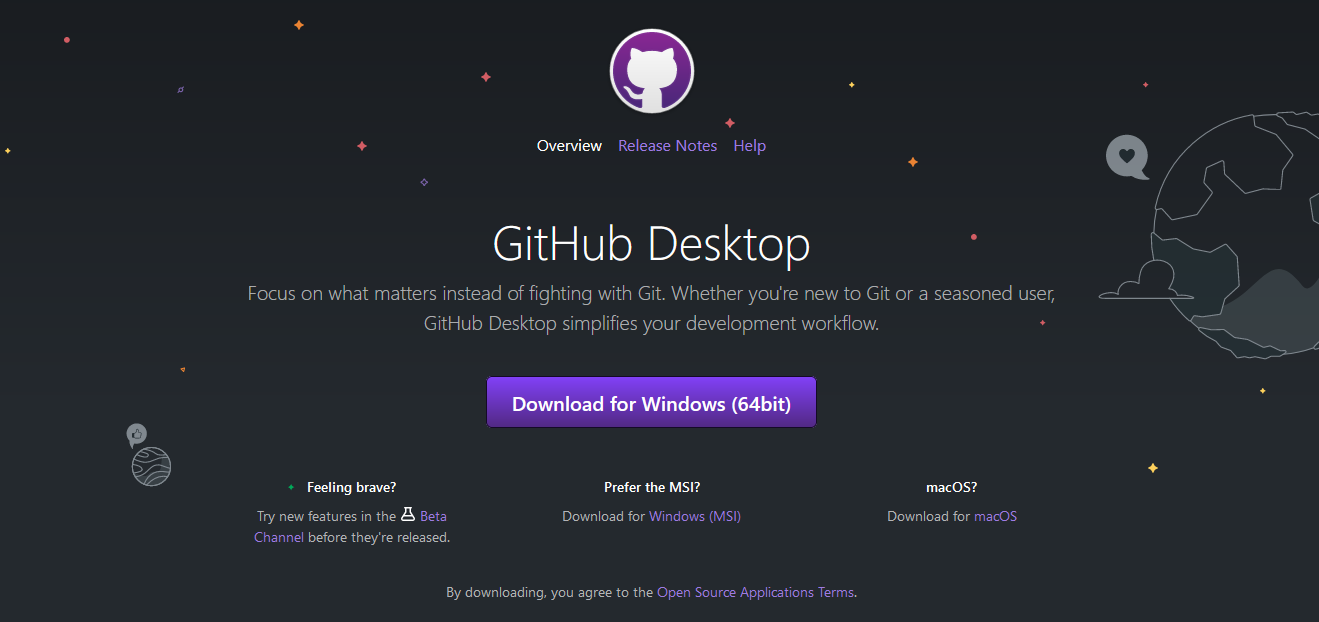 Overview Release Notes Help
GitHub Desktop
Focus on what matters instead of fighting with Git. Whether you're new to Git or a seasoned user,
GitHub Desktop simplifies your development workflow.
Download for Windows (64bit)
Feeling brave?
Try new features in the Beta
Channel before they're released.
Prefer the MSI?
Download for Windows (MSI)
macOS?
Download for macOS
By downloading, you agree to the Open Source Applications Terms.